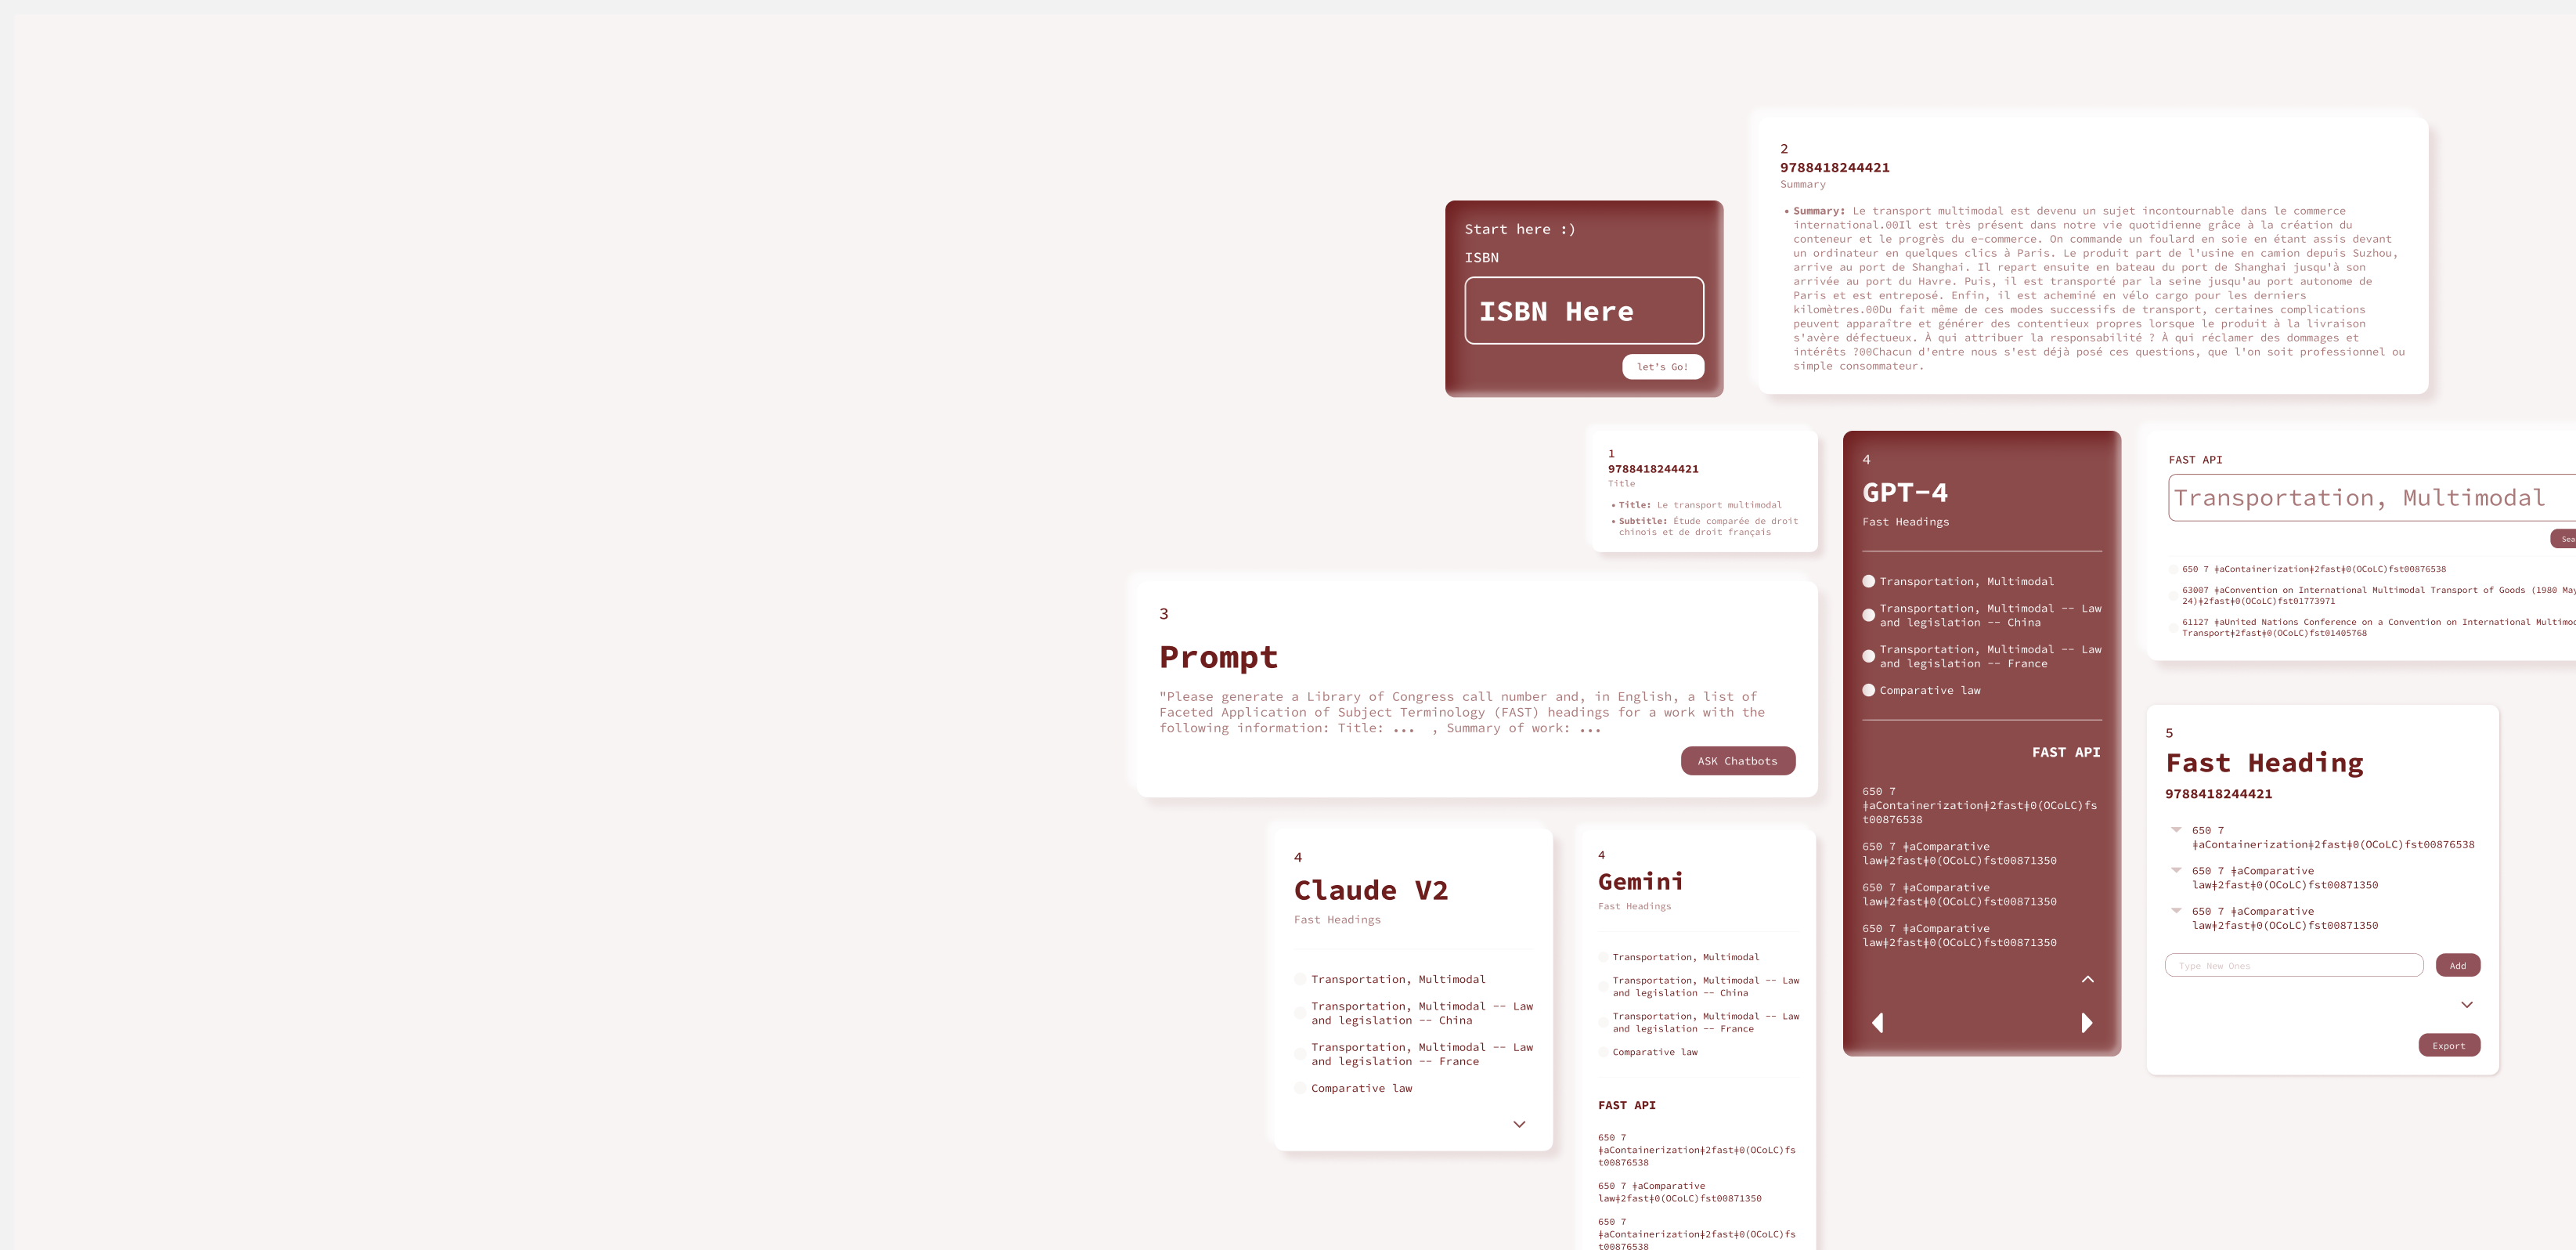 Start here :)
ISBN
ISBN Here
let's Go!
2
9788418244421
Summary
• Summary: Le transport multimodal est devenu un sujet incontournable dans le commerce
international.00Il est très présent dans notre vie quotidienne grâce à la création du
conteneur et le progrès du e-commerce. On commande un foulard en soie en étant assis devant
un ordinateur en quelques clics à Paris. Le produit part de l'usine en camion depuis Suzhou,
arrive au port de Shanghai. Il repart ensuite en bateau du port de Shanghai jusqu'à son
arrivée au port du Havre. Puis, il est transporté par la seine jusqu'au port autonome de
Paris et est entreposé. Enfin, il est acheminé en vélo cargo pour les derniers
kilomètres.00Du fait même de ces modes successifs de transport, certaines complications
peuvent apparaître et générer des contentieux propres lorsque le produit à la livraison
s'avère défectueux. À qui attribuer la responsabilité ? À qui réclamer des dommages et
intérêts ?00Chacun d'entre nous s'est déjà posé ces questions, que l'on soit professionnel ou
simple consommateur.
1
9788418244421
Title
• Title: Le transport multimodal
• Subtitle: Étude comparée de droit
chinois et de droit français
3
Prompt
"Please generate a Library of Congress call number and, in English, a list of
Faceted Application of Subject Terminology (FAST) headings for a work with the
following information: Title: ... , Summary of work: ...
ASK Chatbots
4
Claude V2
Fast Headings
Transportation, Multimodal
Transportation, Multimodal -- Law
and legislation -- China
Transportation, Multimodal -- Law
and legislation -- France
Comparative law
4
Gemini
Fast Headings
Transportation, Multimodal
Transportation, Multimodal -- Law
and legislation -- China
Transportation, Multimodal -- Law
and legislation -- France
Comparative law
FAST API
650 7
ǂaContainerizationǂ2fastǂ0(OCoLC)fs
t00876538
650 7 ǂaComparative
lawǂ2fastǂ0(OCoLC)fst00871350
650 7
ǂaContainerizationǂ2fastǂ0(OCoLC)fs
t00876538
4
GPT-4
Fast Headings
Transportation, Multimodal
Transportation, Multimodal -- Law
and legislation -- China
Transportation, Multimodal -- Law
and legislation -- France
Comparative law
FAST API
650 7
ǂaContainerizationǂ2fastǂ0(OCoLC)fs
t00876538
650 7 ǂaComparative
lawǂ2fastǂ0(OCoLC)fst00871350
650 7 ǂaComparative
lawǂ2fastǂ0(OCoLC)fst00871350
650 7 ǂaComparative
lawǂ2fastǂ0(OCoLC)fst00871350
FAST API
Transportation, Multimodal
Sea
650 7 ǂaContainerizationǂ2fastǂ0(OCoLC)fst00876538
63007 ǂaConvention on International Multimodal Transport of Goods (1980 May
24)ǂ2fastǂ0(OCoLC)fst01773971
61127 ǂaUnited Nations Conference on a Convention on International Multimod
Transportǂ2fastǂ0(OCoLC)fst01405768
5
Fast Heading
9788418244421
650 7
ǂaContainerizationǂ2fastǂ0(OCoLC)fst00876538
650 7 ǂaComparative
lawǂ2fastǂ0(OCoLC)fst00871350
650 7 ǂaComparative
lawǂ2fastǂ0(OCoLC)fst00871350
Type New Ones
Add
Export